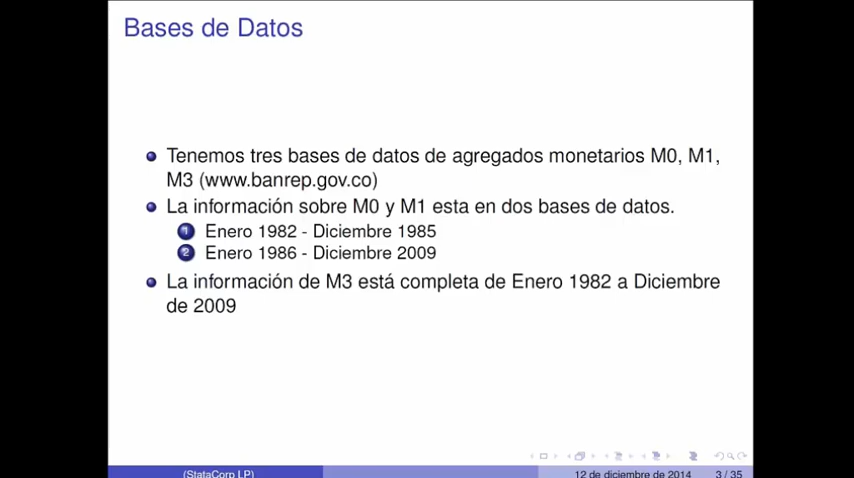 Bases de Datos
Tenemos tres bases de datos de agregados monetarios M0, M1,
M3 (www.banrep.gov.co)
La información sobre M0 y M1 esta en dos bases de datos.
1 Enero 1982 - Diciembre 1985
2 Enero 1986 - Diciembre 2009
La información de M3 está completa de Enero 1982 a Diciembre
de 2009
(StataCorp LP) 12 de diciembre de 2014 3 / 35